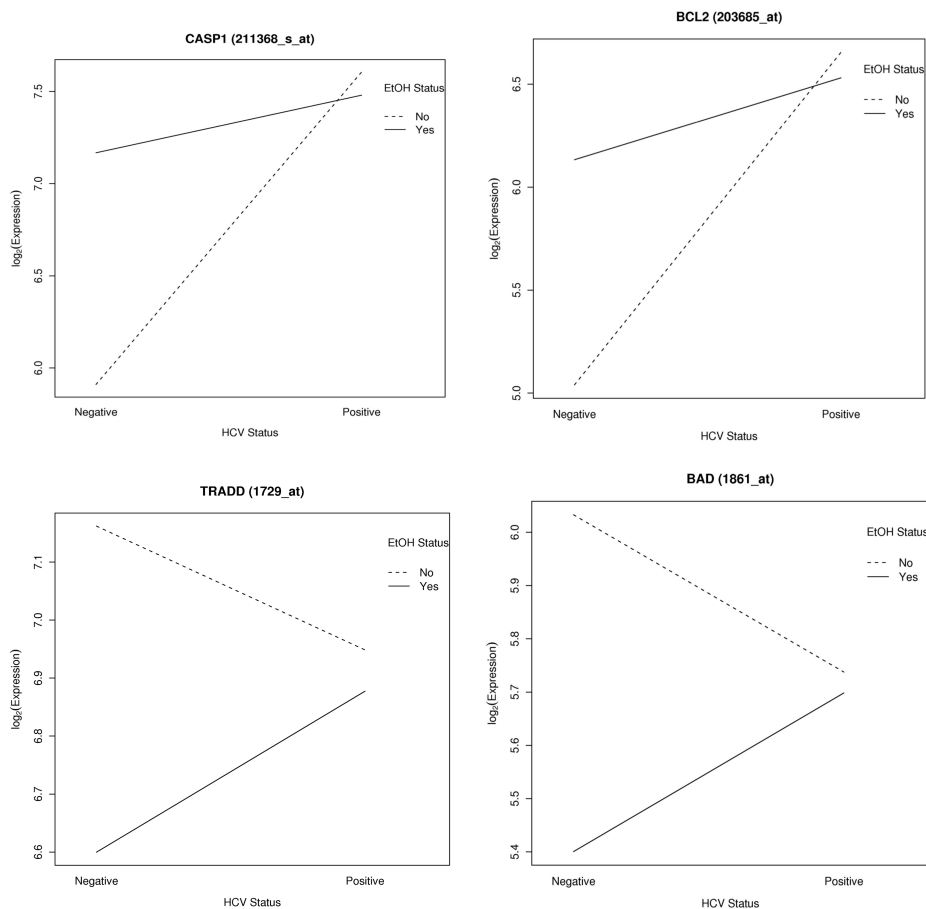 CASP1 (211368_s_at)
log₂(Expression)
7.5
7.0
6.5
6.0
EtOH Status
No
Yes
Negative
Positive
HCV Status
BCL2 (203685_at)
log₂(Expression)
6.5
6.0
5.5
5.0
EtOH Status
No
Yes
Negative
Positive
HCV Status
TRADD (1729_at)
log₂(Expression)
7.1
7.0
6.9
6.8
6.7
6.6
EtOH Status
No
Yes
Negative
Positive
HCV Status
BAD (1861_at)
log₂(Expression)
6.0
5.9
5.8
5.7
5.6
5.5
5.4
EtOH Status
No
Yes
Negative
Positive
HCV Status